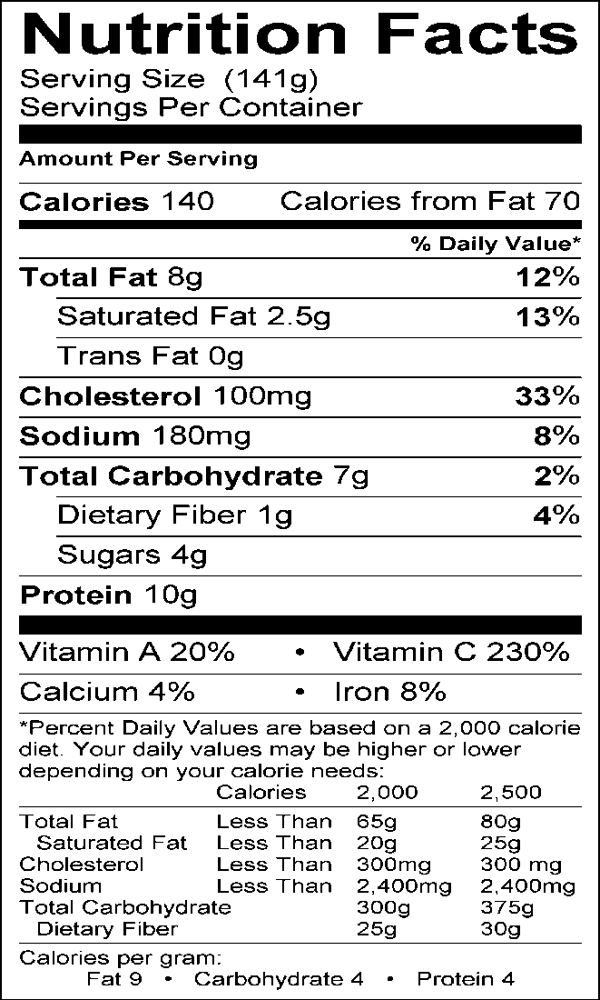 Nutrition Facts
Serving Size (141g)
Servings Per Container
Amount Per Serving
Calories 140 Calories from Fat 70
% Daily Value*
Total Fat 8g 12%
Saturated Fat 2.5g 13%
Trans Fat 0g
Cholesterol 100mg 33%
Sodium 180mg 8%
Total Carbohydrate 7g 2%
Dietary Fiber 1g 4%
Sugars 4g
Protein 10g
Vitamin A 20% • Vitamin C 230%
Calcium 4% • Iron 8%
*Percent Daily Values are based on a 2,000 calorie
diet. Your daily values may be higher or lower
depending on your calorie needs:
Calories 2,000 2,500
Total Fat Less Than 65g 80g
Saturated Fat Less Than 20g 25g
Cholesterol Less Than 300mg 300 mg
Sodium Less Than 2,400mg 2,400mg
Total Carbohydrate 300g 375g
Dietary Fiber 25g 30g
Calories per gram:
Fat 9 • Carbohydrate 4 • Protein 4